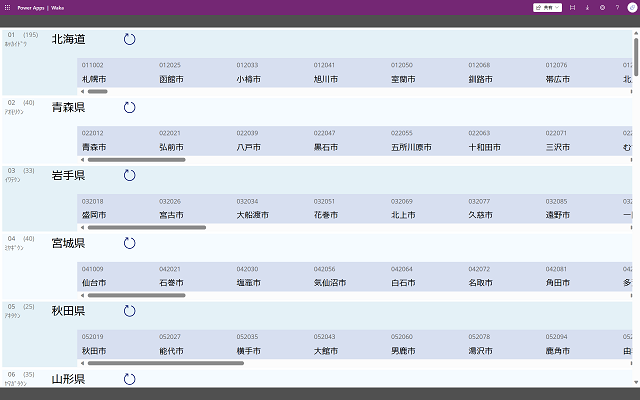 Power Apps | Waka
共有
01 (195) 北海道
ﾎｯｶｲﾄﾞｳ
011002 012025 012033 012041 012050 012068 012076
札幌市 函館市 小樽市 旭川市 室蘭市 釧路市 帯広市 北
02 (40) 青森県
ｱｵﾓﾘｹﾝ
022012 022021 022039 022047 022055 022063 022071 022
青森市 弘前市 八戸市 黒石市 五所川原市 十和田市 三沢市 む
03 (33) 岩手県
ｲﾜﾃｹﾝ
032018 032026 032034 032051 032069 032077 032085 032
盛岡市 宮古市 大船渡市 花巻市 北上市 久慈市 遠野市 一
04 (40) 宮城県
ﾐﾔｷﾞｹﾝ
041009 042021 042030 042056 042064 042072 042081 042
仙台市 石巻市 塩竈市 気仙沼市 白石市 名取市 角田市 多
05 (25) 秋田県
ｱｷﾀｹﾝ
052019 052027 052035 052043 052060 052078 052094 052
秋田市 能代市 横手市 大館市 男鹿市 湯沢市 鹿角市 由
06 (35) 山形県
ﾔﾏｶﾞﾀｹﾝ